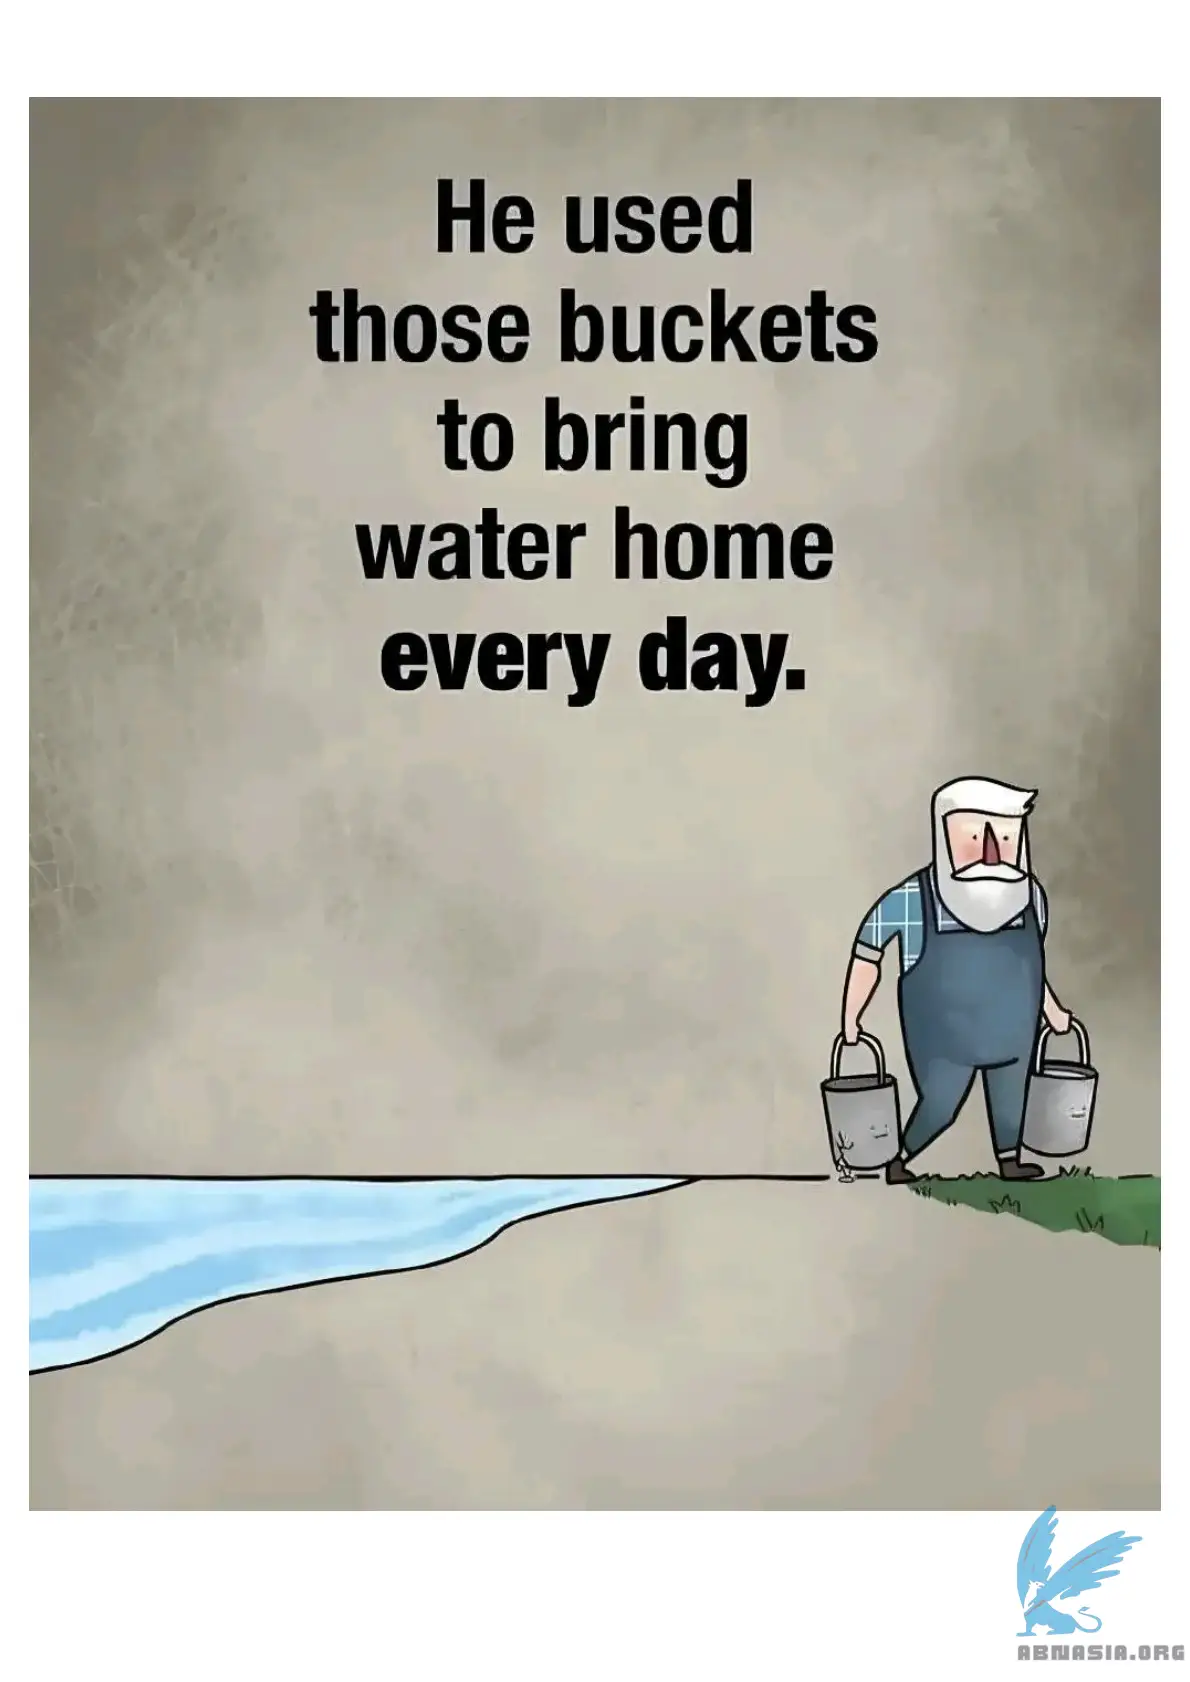 He used
those buckets
to bring
water home
every day.
ABNASIA.ORG